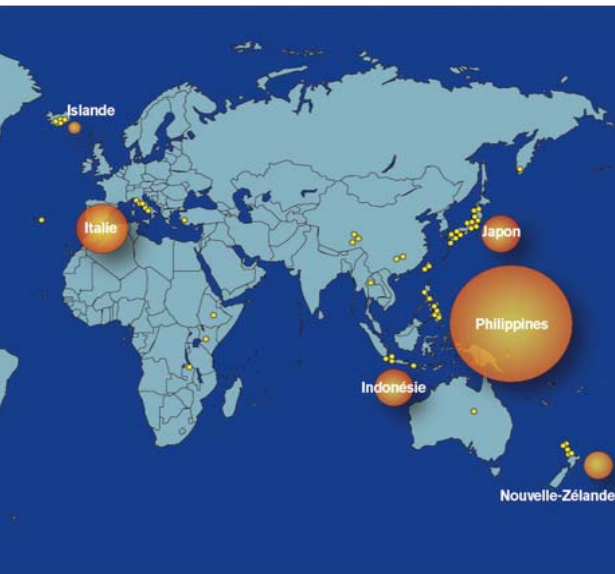 Islande
Italie
Japon
Philippines
Indonésie
Nouvelle-Zélande